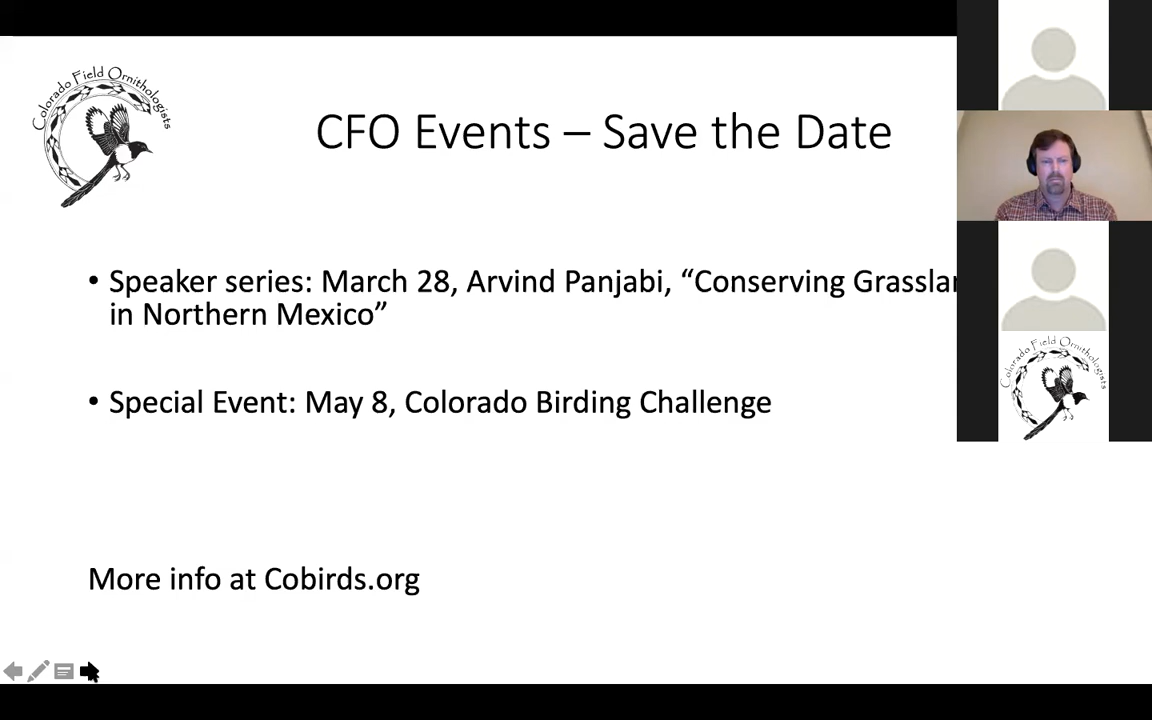 Colorado Field Ornithologists
CFO Events – Save the Date
• Speaker series: March 28, Arvind Panjabi, “Conserving
in Northern Mexico”
• Special Event: May 8, Colorado Birding Challenge
More info at Cobirds.org
Colorado Field Ornithologists